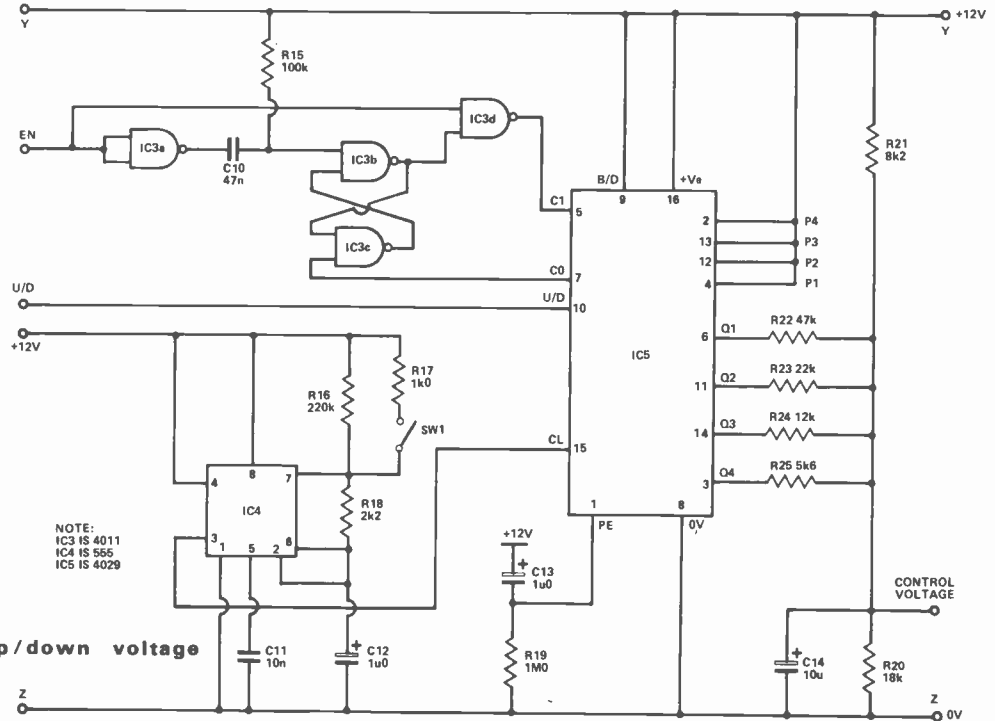 Y
+12V
Y
R15
100k
EN
IC3a
C10
47n
IC3b
IC3c
IC3d
R21
8k2
B/D
9
+Ve
16
C1
5
2
P4
13
P3
12
P2
4
P1
C0
7
U/D
U/D
10
+12V
IC5
6
Q1
R22 47k
11
Q2
R23 22k
14
Q3
R24 12k
3
Q4
R25 5k6
R17
1k0
R16
220k
SW1
CL
15
4
8
7
IC4
R18
2k2
3
1
5
2
6
1
PE
8
0V
NOTE:
IC3 IS 4011
IC4 IS 555
IC5 IS 4029
+12V
C13
1u0
CONTROL
VOLTAGE
p/down voltage
C11
10n
C12
1u0
R19
1M0
C14
10u
R20
18k
Z
Z
0V